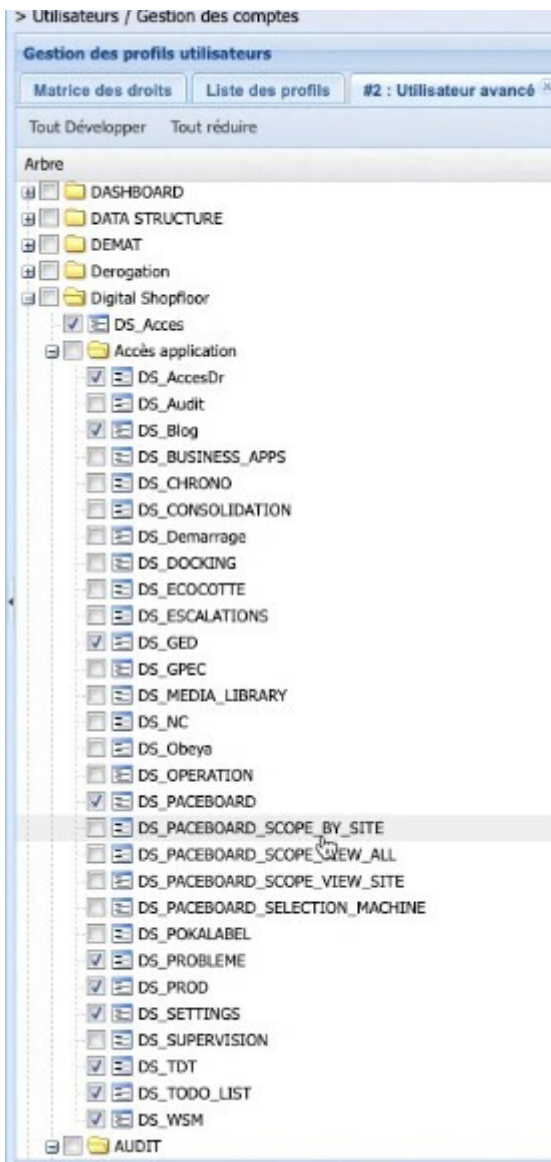 > Utilisateurs / Gestion des comptes
Gestion des profils utilisateurs
Matrice des droits Liste des profils #2 : Utilisateur avancé
Tout Développer Tout réduire
Arbre
DASHBOARD
DATA STRUCTURE
DEMAT
Derogation
Digital Shopfloor
DS_Acces
Accès application
DS_AccesDr
DS_Audit
DS_Blog
DS_BUSINESS_APPS
DS_CHRONO
DS_CONSOLIDATION
DS_Demarrage
DS_DOCKING
DS_ECOCOTTE
DS_ESCALATIONS
DS_GED
DS_GPEC
DS_MEDIA_LIBRARY
DS_NC
DS_Obeya
DS_OPERATION
DS_PACEBOARD
DS_PACEBOARD_SCOPE_BY_SITE
DS_PACEBOARD_SCOPE_VIEW_ALL
DS_PACEBOARD_SCOPE_VIEW_SITE
DS_PACEBOARD_SELECTION_MACHINE
DS_POKALABEL
DS_PROBLEME
DS_PROD
DS_SETTINGS
DS_SUPERVISION
DS_TDT
DS_TODO_LIST
DS_WSM
AUDIT